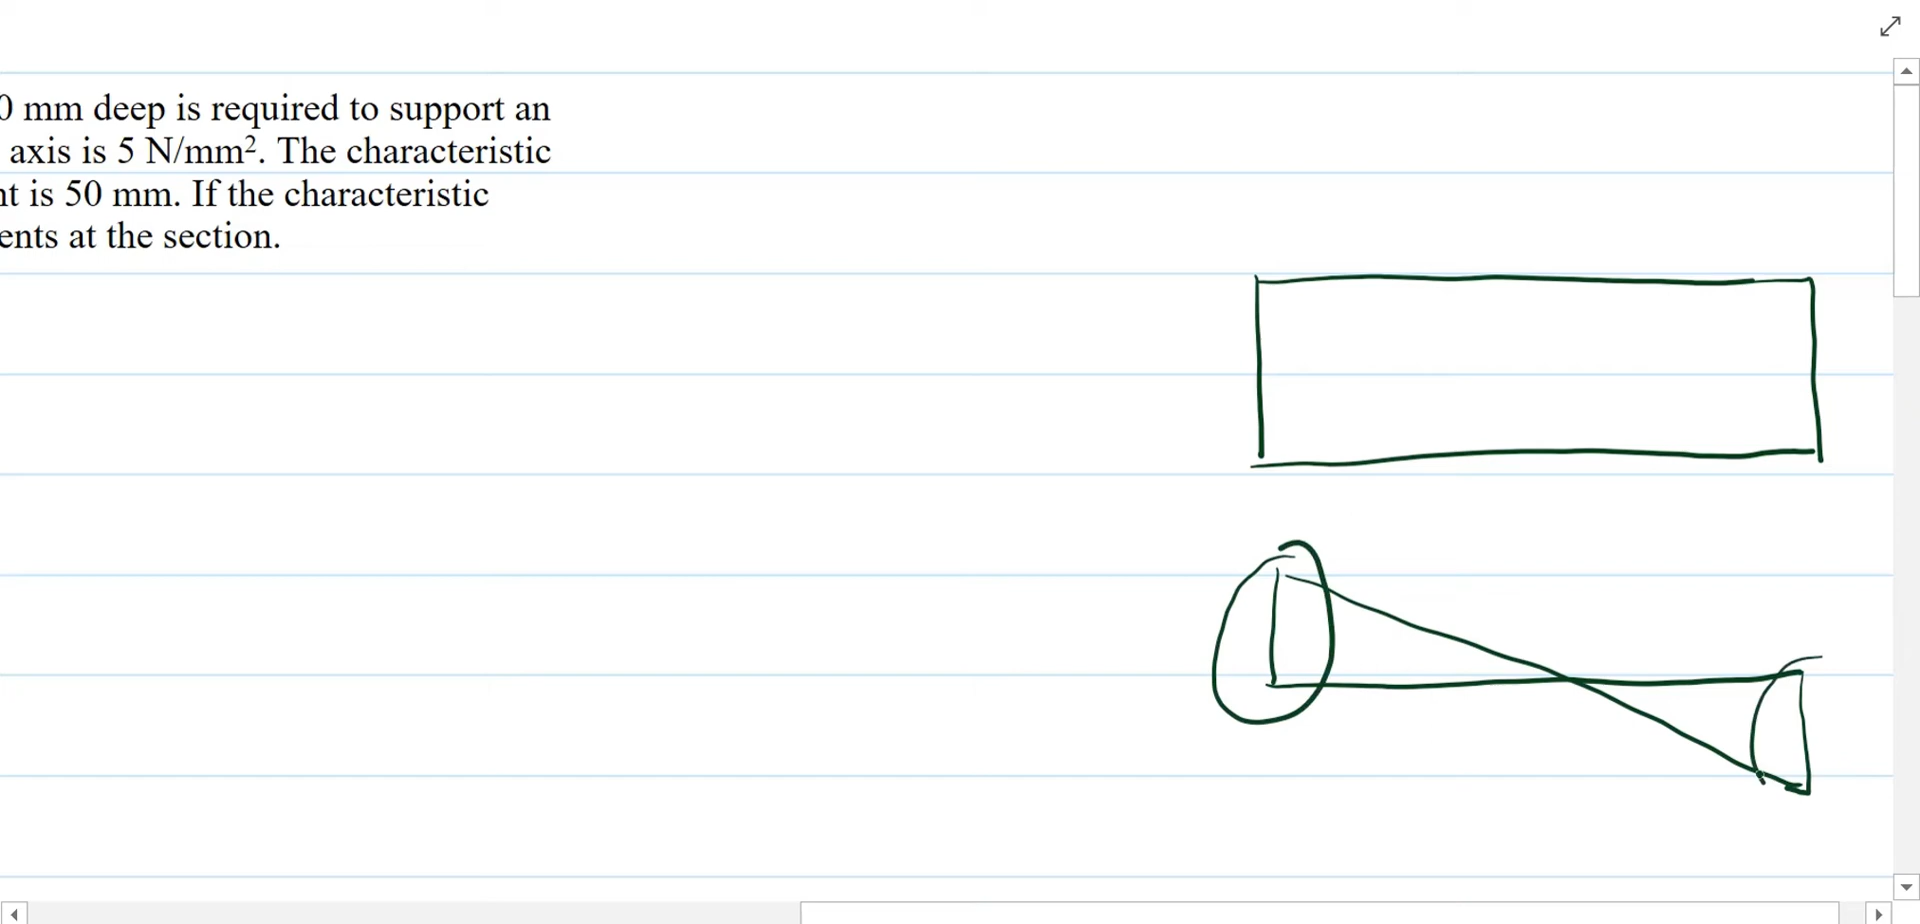 0 mm deep is required to support an
axis is 5 N/mm². The characteristic
nt is 50 mm. If the characteristic
ents at the section.